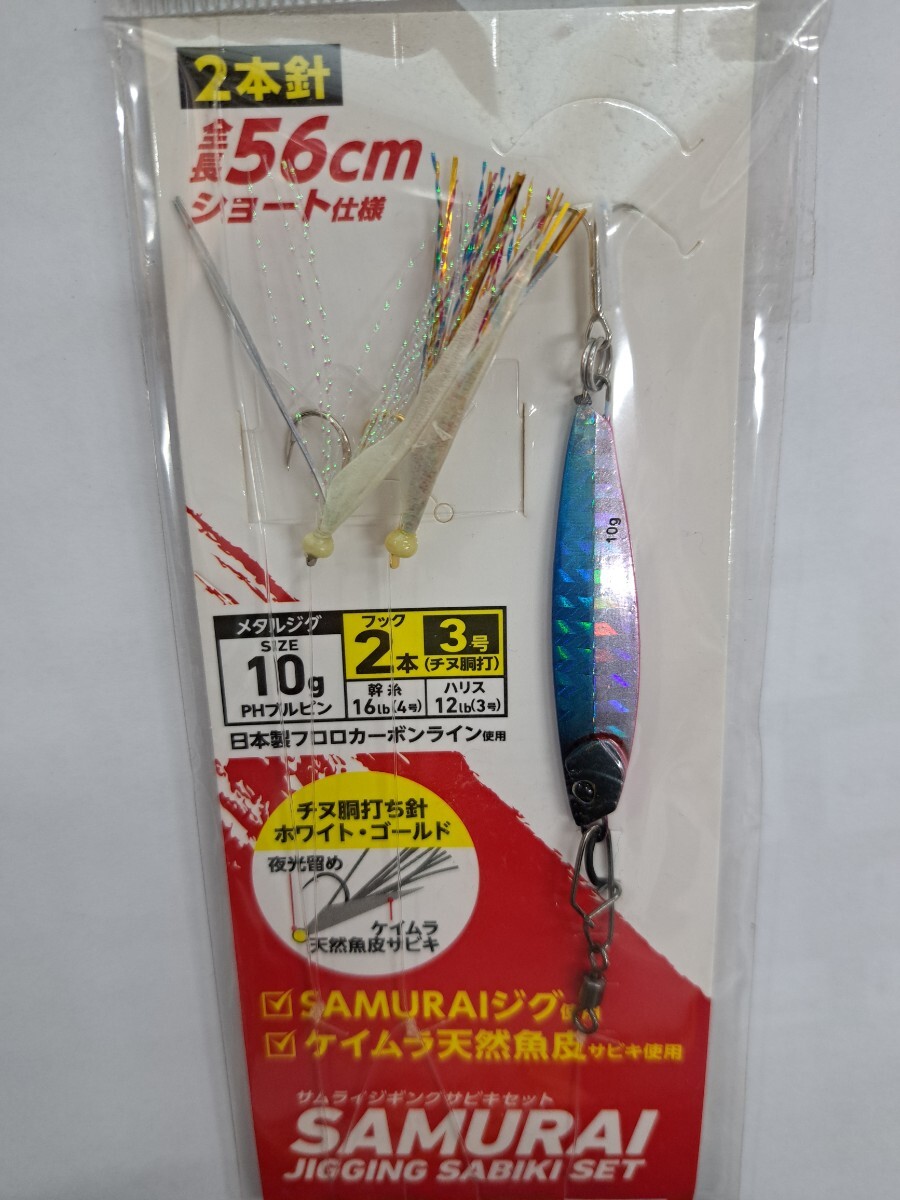 2本針
全長56cm
ショート仕様
10g
メタルジグ
SIZE
10g
PHブルピン
フック
2本
3号
(チヌ胴打)
幹糸
16lb(4号)
ハリス
12lb(3号)
日本製フロロカーボンライン使用
チヌ胴打ち針
ホワイト・ゴールド
夜光留め
ケイムラ
天然魚皮サビキ
SAMURAIジグ使用
ケイムラ天然魚皮サビキ使用
サムライジギングサビキセット
SAMURAI
JIGGING SABIKI SET